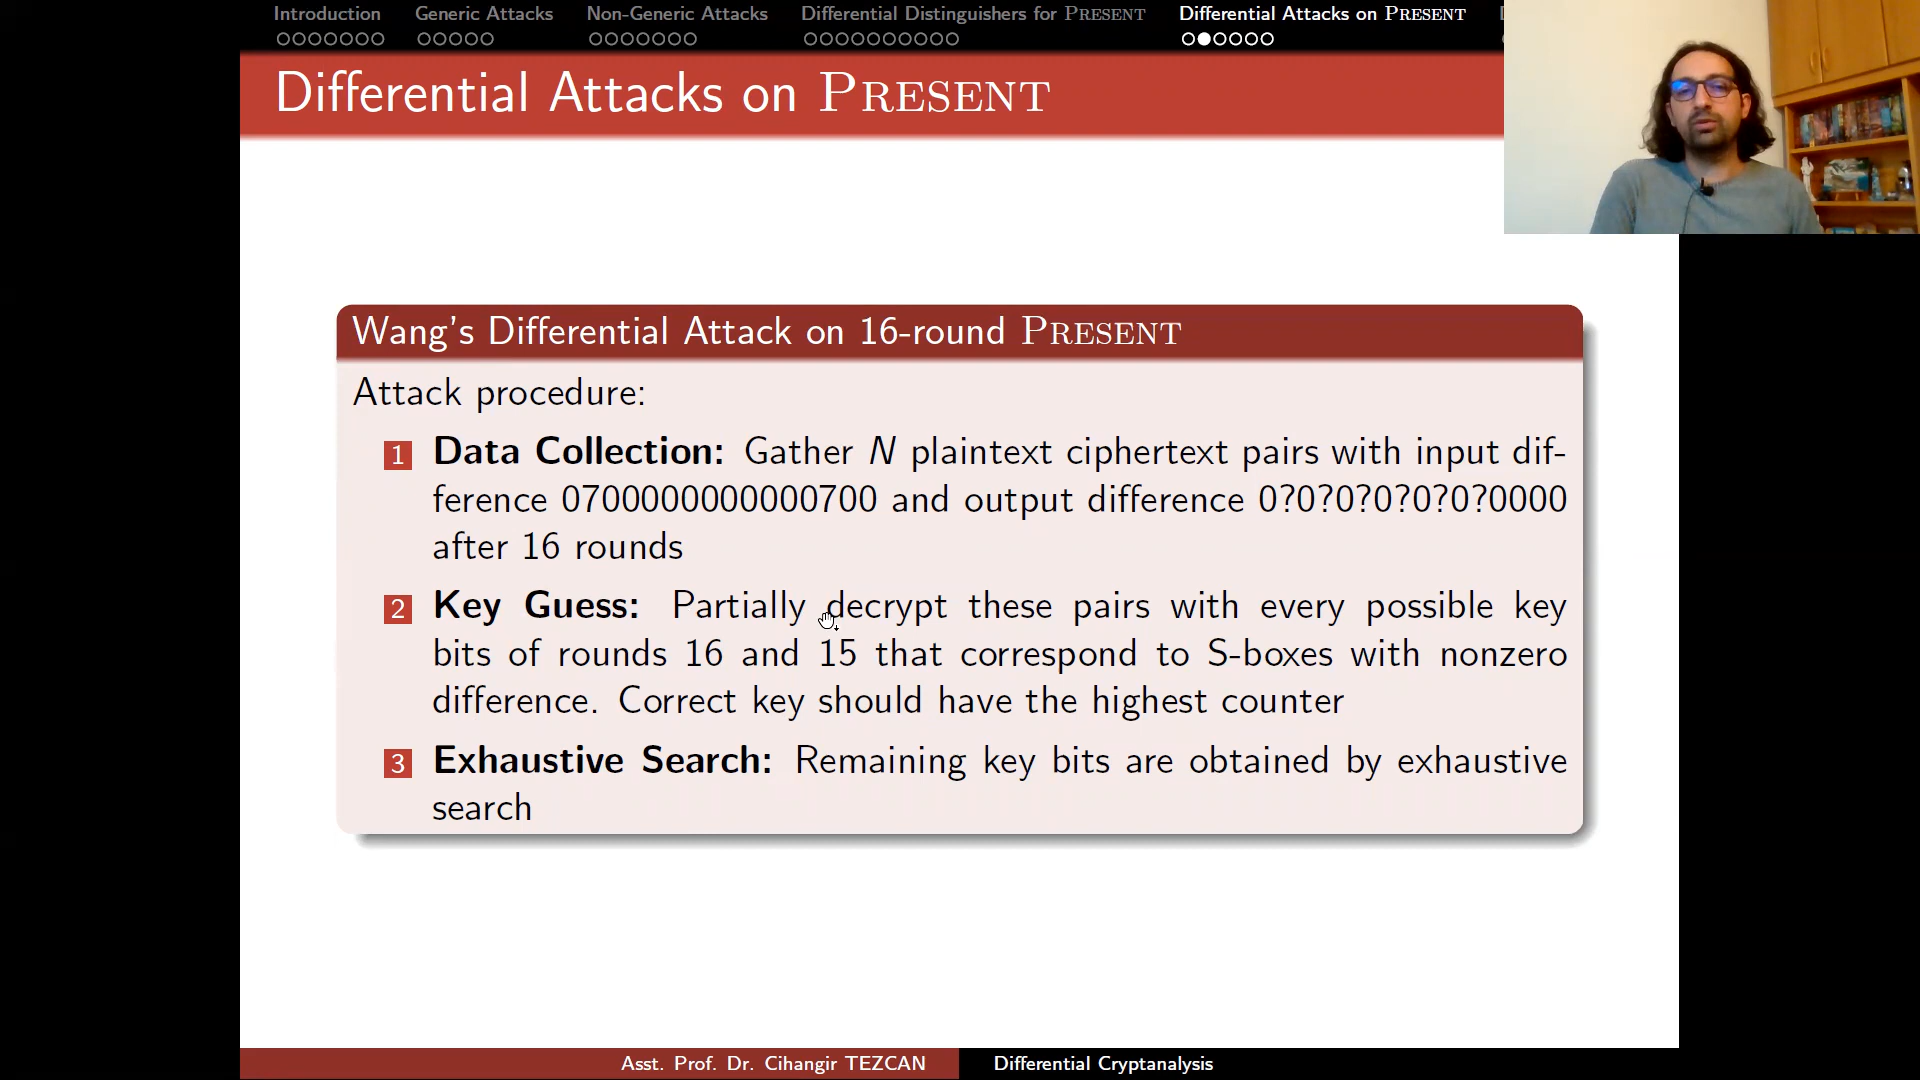 Introduction Generic Attacks Non-Generic Attacks Differential Distinguishers for PRESENT Differential Attacks on PRESENT
Differential Attacks on PRESENT
Wang's Differential Attack on 16-round PRESENT
Attack procedure:
1 Data Collection: Gather N plaintext ciphertext pairs with input dif-
ference 0700000000000700 and output difference 0?0?0?0?0?0?0000
after 16 rounds
2 Key Guess: Partially decrypt these pairs with every possible key
bits of rounds 16 and 15 that correspond to S-boxes with nonzero
difference. Correct key should have the highest counter
3 Exhaustive Search: Remaining key bits are obtained by exhaustive
search
Asst. Prof. Dr. Cihangir TEZCAN Differential Cryptanalysis